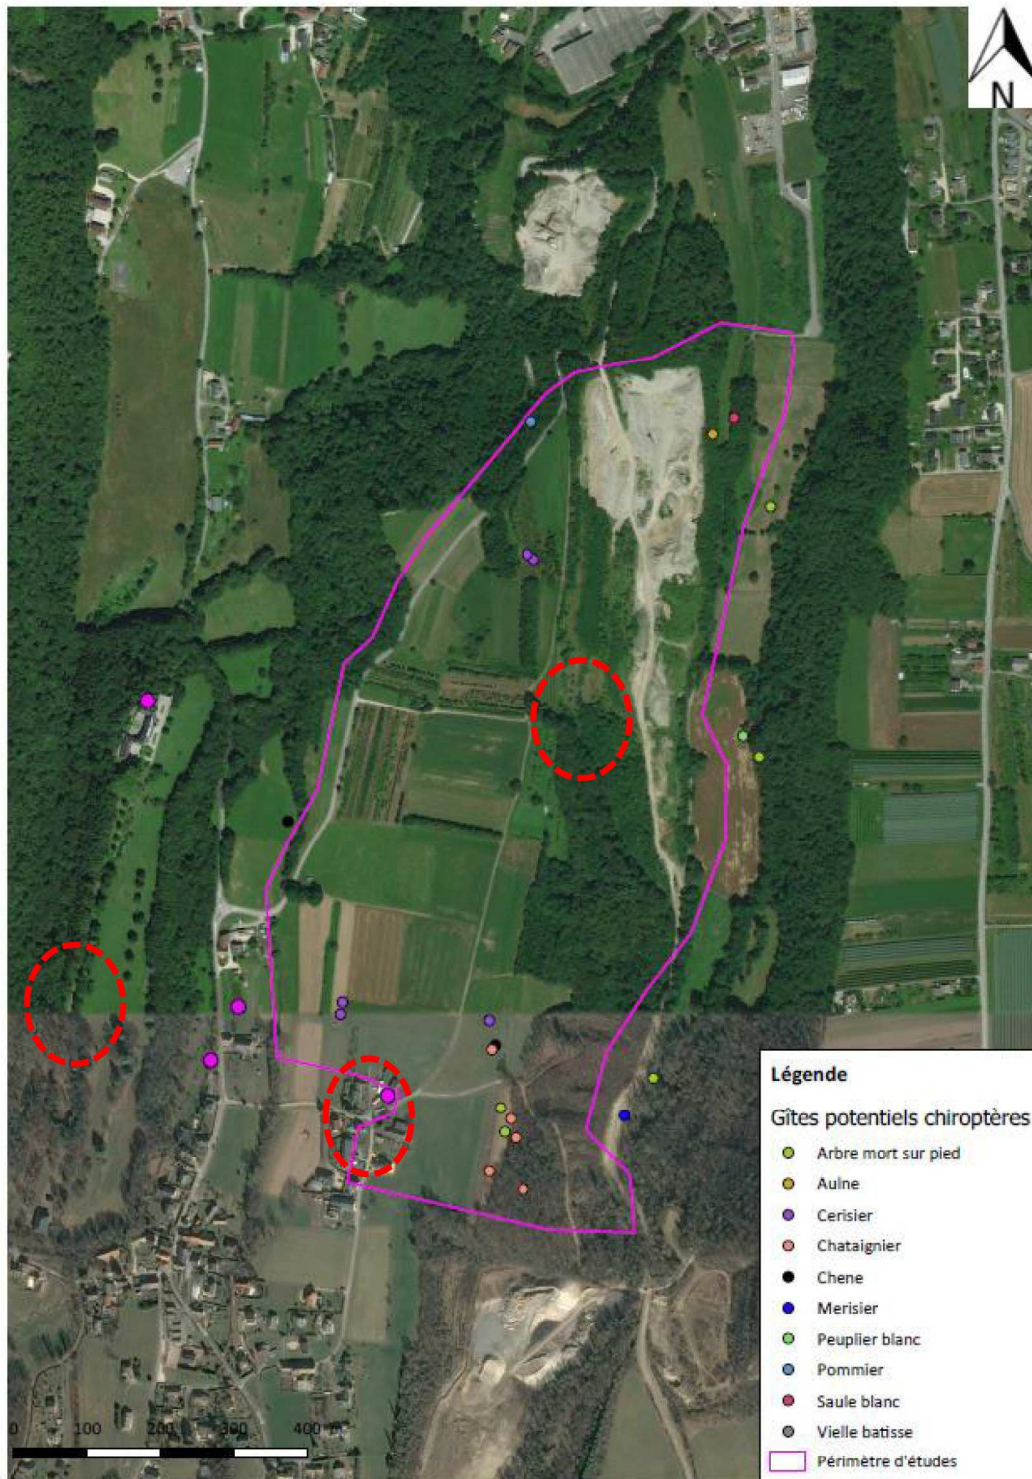 N
Légende
Gîtes potentiels chiroptères
Arbre mort sur pied
Aulne
Cerisier
Chataignier
Chene
Merisier
Peuplier blanc
Pommier
Saule blanc
Vielle batisse
Périmètre d'études
0 100 200 300 400 m